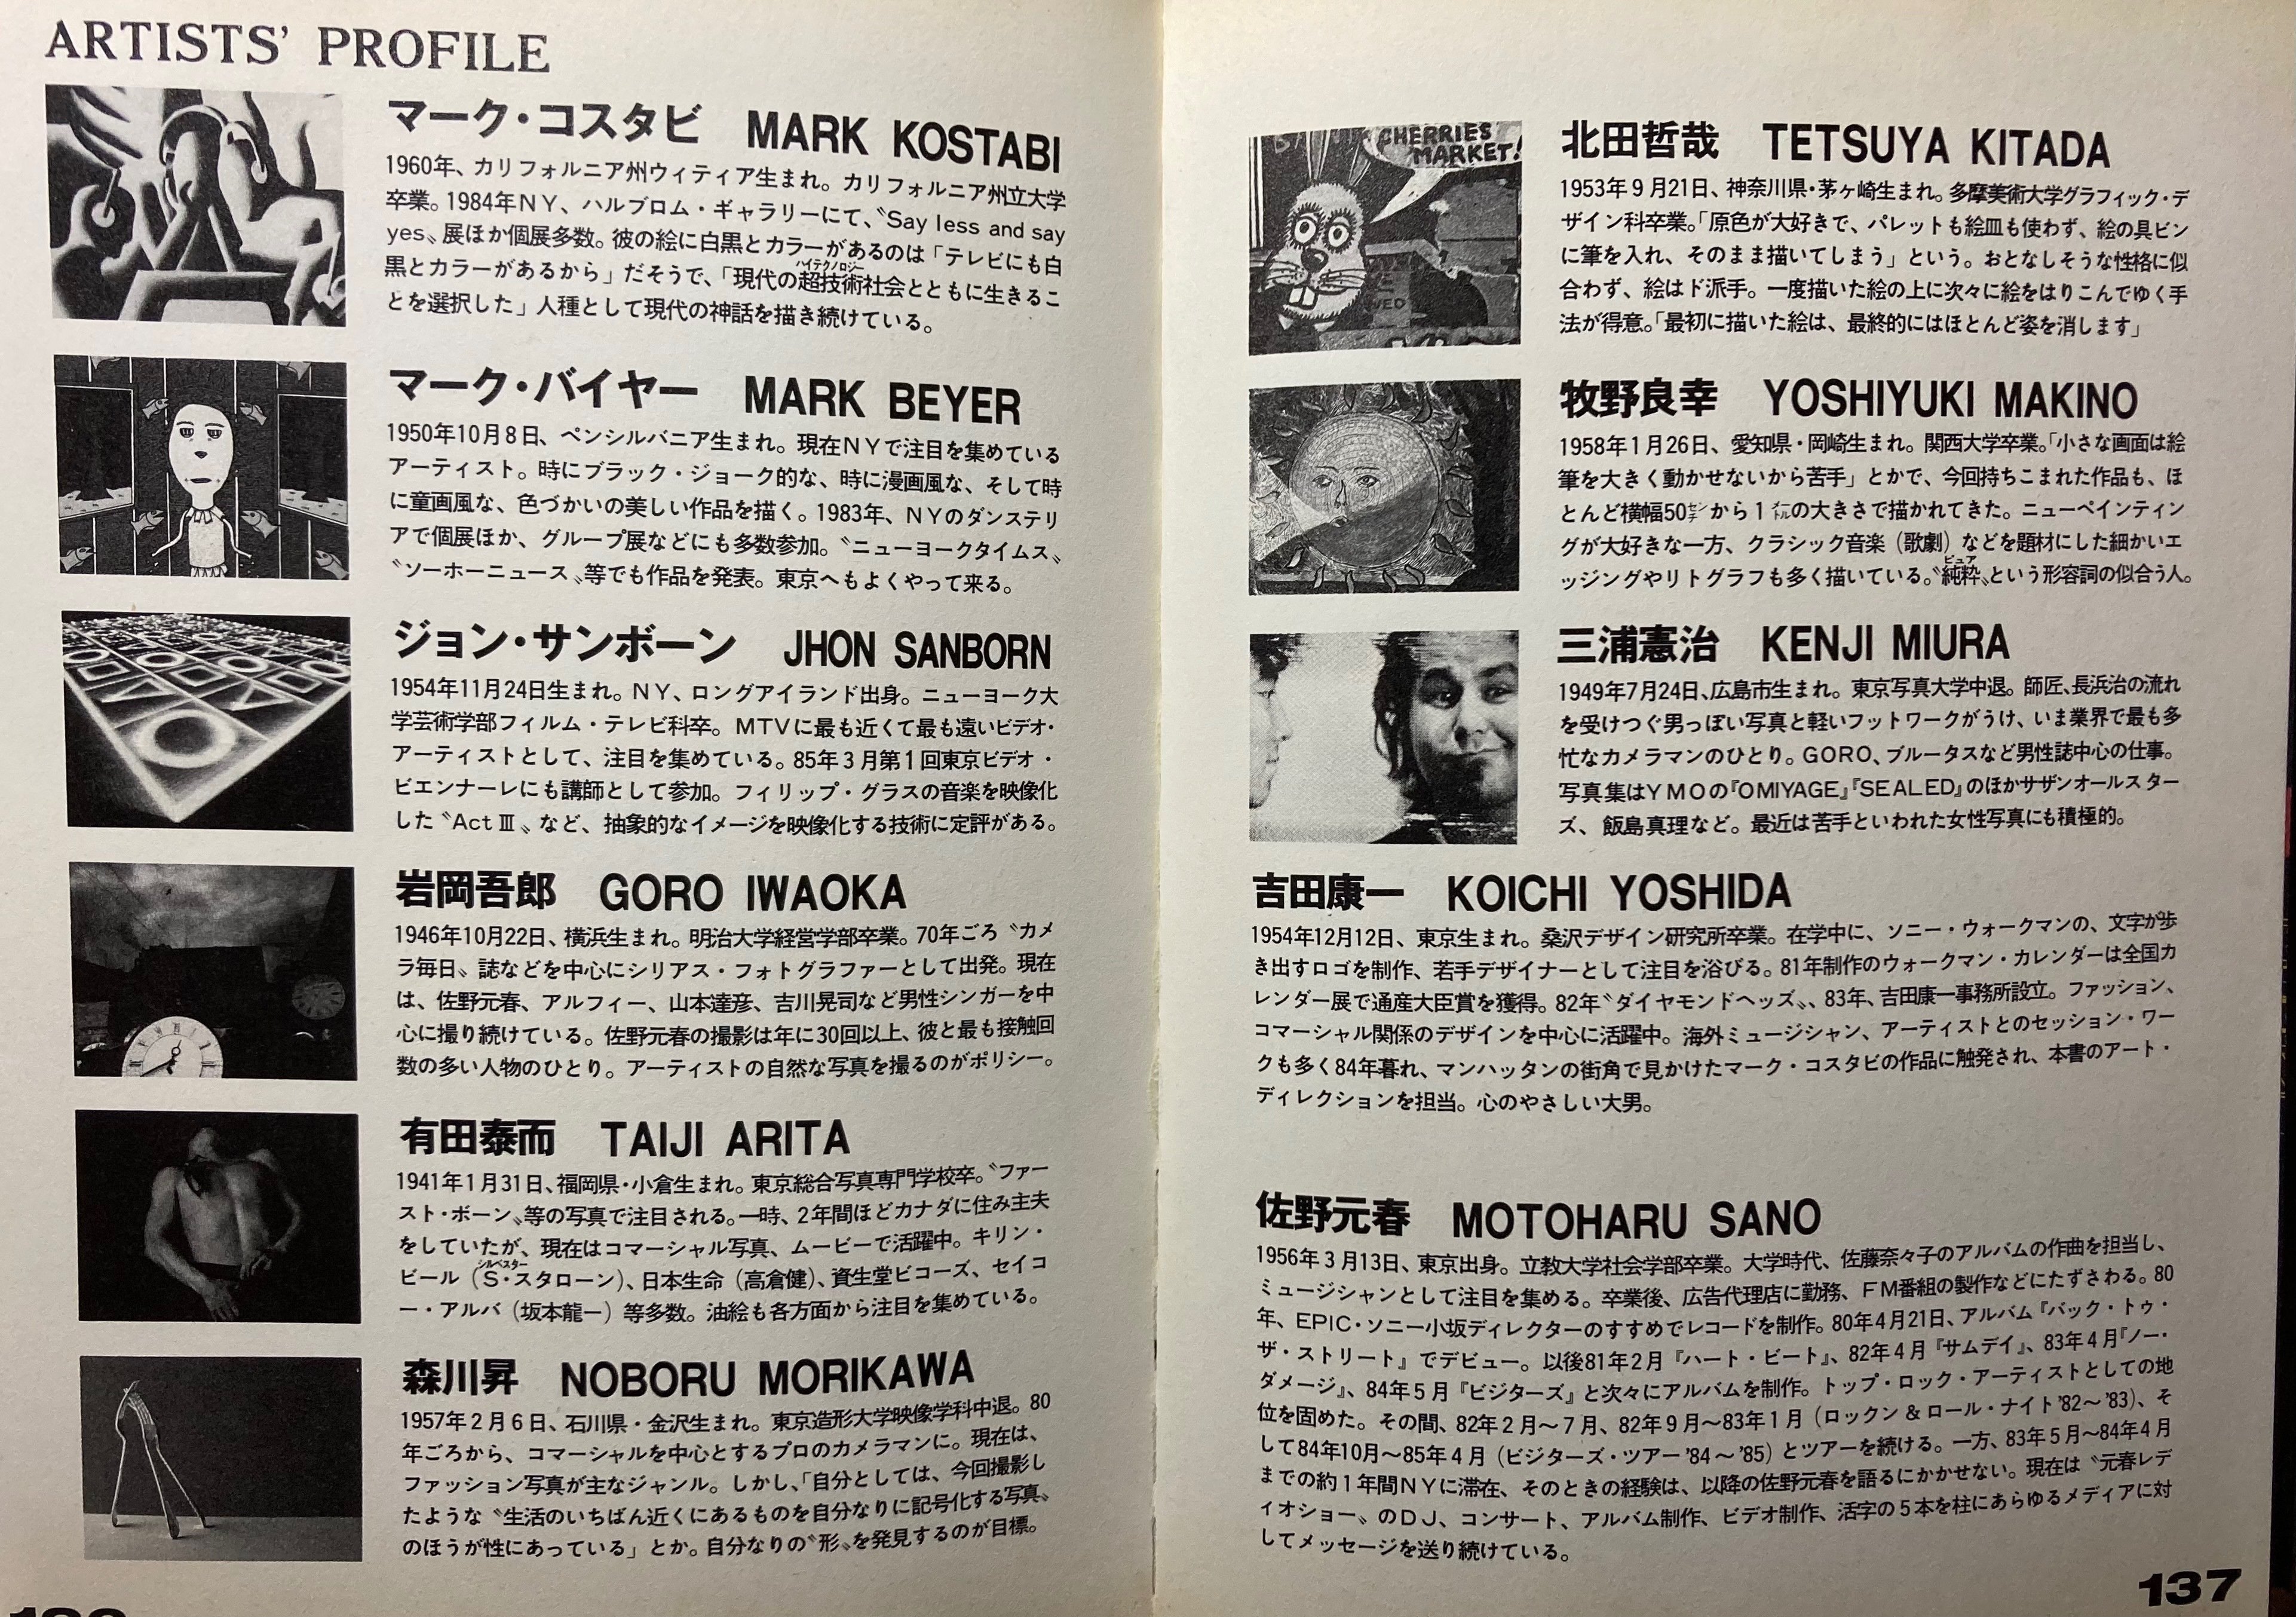 ARTISTS' PROFILE
マーク・コスタビ MARK KOSTABI
1960年、カリフォルニア州ウィティア生まれ。カリフォルニア州立大学
卒業。1984年NY、ハルブロム・ギャラリーにて、〝Say less and say
yes〟展ほか個展多数。彼の絵に白黒とカラーがあるのは「テレビにも白
黒とカラーがあるから」だそうで、「現代の超技術社会とともに生きるこ
ハイテクノロジー
とを選択した」人種として現代の神話を描き続けている。
マーク・バイヤー MARK BEYER
1950年10月8日、ペンシルバニア生まれ。現在NYで注目を集めている
アーティスト。時にブラック・ジョーク的な、時に漫画風な、そして時
に童画風な、色づかいの美しい作品を描く。1983年、NYのダンステリ
アで個展ほか、グループ展などにも多数参加。〝ニューヨークタイムス〟
〝ソーホーニュース〟等でも作品を発表。東京へもよくやって来る。
ジョン・サンボーン JHON SANBORN
1954年11月24日生まれ。NY、ロングアイランド出身。ニューヨーク大
学芸術学部フィルム・テレビ科卒。MTVに最も近くて最も遠いビデオ・
アーティストとして、注目を集めている。85年3月第1回東京ビデオ・
ビエンナーレにも講師として参加。フィリップ・グラスの音楽を映像化
した〝Act Ⅲ〟など、抽象的なイメージを映像化する技術に定評がある。
岩岡吾郎 GORO IWAOKA
1946年10月22日、横浜生まれ。明治大学経営学部卒業。70年ごろ〝カメ
ラ毎日〟誌などを中心にシリアス・フォトグラファーとして出発。現在
は、佐野元春、アルフィー、山本達彦、吉川晃司など男性シンガーを中
心に撮り続けている。佐野元春の撮影は年に30回以上、彼と最も接触回
数の多い人物のひとり。アーティストの自然な写真を撮るのがポリシー。
有田泰而 TAIJI ARITA
1941年1月31日、福岡県・小倉生まれ。東京総合写真専門学校卒。〝ファー
スト・ボーン〟等の写真で注目される。一時、2年間ほどカナダに住み主夫
をしていたが、現在はコマーシャル写真、ムービーで活躍中。キリン・
シルベスター
ビール（S・スタローン）、日本生命（高倉健）、資生堂ビコーズ、セイコ
ー・アルバ（坂本龍一）等多数。油絵も各方面から注目を集めている。
森川昇 NOBORU MORIKAWA
1957年2月6日、石川県・金沢生まれ。東京造形大学映像学科中退。80
年ごろから、コマーシャルを中心とするプロのカメラマンに。現在は、
ファッション写真が主なジャンル。しかし、「自分としては、今回撮影し
たような〝生活のいちばん近くにあるものを自分なりに記号化する写真〟
のほうが性にあっている」とか。自分なりの〝形〟を発見するのが目標。
CHERRIES
MARKET!
北田哲哉 TETSUYA KITADA
1953年9月21日、神奈川県・茅ヶ崎生まれ。多摩美術大学グラフィック・デ
ザイン科卒業。「原色が大好きで、パレットも絵皿も使わず、絵の具ビン
に筆を入れ、そのまま描いてしまう」という。おとなしそうな性格に似
合わず、絵はド派手。一度描いた絵の上に次々に絵をはりこんでゆく手
法が得意。「最初に描いた絵は、最終的にはほとんど姿を消します」
牧野良幸 YOSHIYUKI MAKINO
1958年1月26日、愛知県・岡崎生まれ。関西大学卒業。「小さな画面は絵
筆を大きく動かせないから苦手」とかで、今回持ちこまれた作品も、ほ
とんど横幅50センチから1メートルの大きさで描かれてきた。ニューペインティン
グが大好きな一方、クラシック音楽（歌劇）などを題材にした細かいエ
ピュア
ッジングやリトグラフも多く描いている。〝純粋〟という形容詞の似合う人。
三浦憲治 KENJI MIURA
1949年7月24日、広島市生まれ。東京写真大学中退。師匠、長浜治の流れ
を受けつぐ男っぽい写真と軽いフットワークがうけ、いま業界で最も多
忙なカメラマンのひとり。GORO、ブルータスなど男性誌中心の仕事。
写真集はYMOの『OMIYAGE』『SEALED』のほかサザンオールスター
ズ、飯島真理など。最近は苦手といわれた女性写真にも積極的。
吉田康一 KOICHI YOSHIDA
1954年12月12日、東京生まれ。桑沢デザイン研究所卒業。在学中に、ソニー・ウォークマンの、文字が歩
き出すロゴを制作、若手デザイナーとして注目を浴びる。81年制作のウォークマン・カレンダーは全国カ
レンダー展で通産大臣賞を獲得。82年〝ダイヤモンドヘッズ〟、83年、吉田康一事務所設立。ファッション、
コマーシャル関係のデザインを中心に活躍中。海外ミュージシャン、アーティストとのセッション・ワー
クも多く84年暮れ、マンハッタンの街角で見かけたマーク・コスタビの作品に触発され、本書のアート・
ディレクションを担当。心のやさしい大男。
佐野元春 MOTOHARU SANO
1956年3月13日、東京出身。立教大学社会学部卒業。大学時代、佐藤奈々子のアルバムの作曲を担当し、
ミュージシャンとして注目を集める。卒業後、広告代理店に勤務、FM番組の製作などにたずさわる。80
年、EPIC・ソニー小坂ディレクターのすすめでレコードを制作。80年4月21日、アルバム『バック・トゥ・
ザ・ストリート』でデビュー。以後81年2月『ハート・ビート』、82年4月『サムデイ』、83年4月『ノー・
ダメージ』、84年5月『ビジターズ』と次々にアルバムを制作。トップ・ロック・アーティストとしての地
位を固めた。その間、82年2月〜7月、82年9月〜83年1月（ロックン＆ロール・ナイト'82〜'83）、そ
して84年10月〜85年4月（ビジターズ・ツアー'84〜'85）とツアーを続ける。一方、83年5月〜84年4月
までの約1年間NYに滞在、そのときの経験は、以降の佐野元春を語るにかかせない。現在は〝元春レデ
ィオショー〟のDJ、コンサート、アルバム制作、ビデオ制作、活字の5本を柱にあらゆるメディアに対
してメッセージを送り続けている。
137